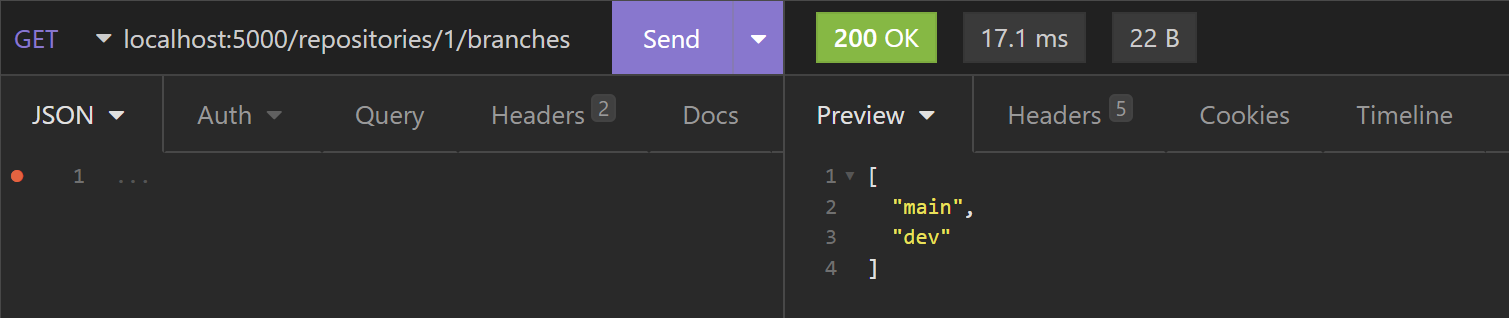 GET localhost:5000/repositories/1/branches Send 200 OK 17.1 ms 22 B
JSON Auth Query Headers 2 Docs Preview Headers 5 Cookies Timeline
1 ... 1 [
2 "main",
3 "dev"
4 ]